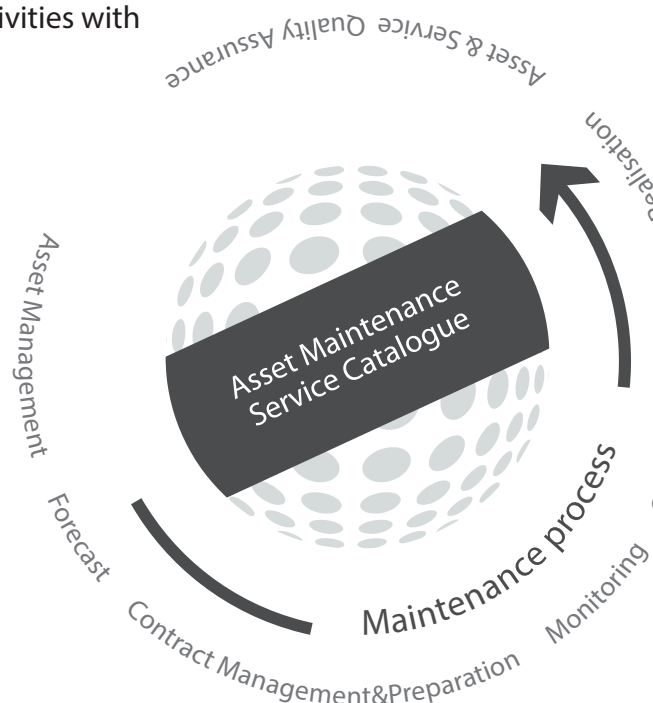 ivities with
Asset & Service Quality Assurance
ealisation
Asset Maintenance
Service Catalogue
Asset Management
Forecast
Maintenance process
Monitoring
Contract Management&Preparation